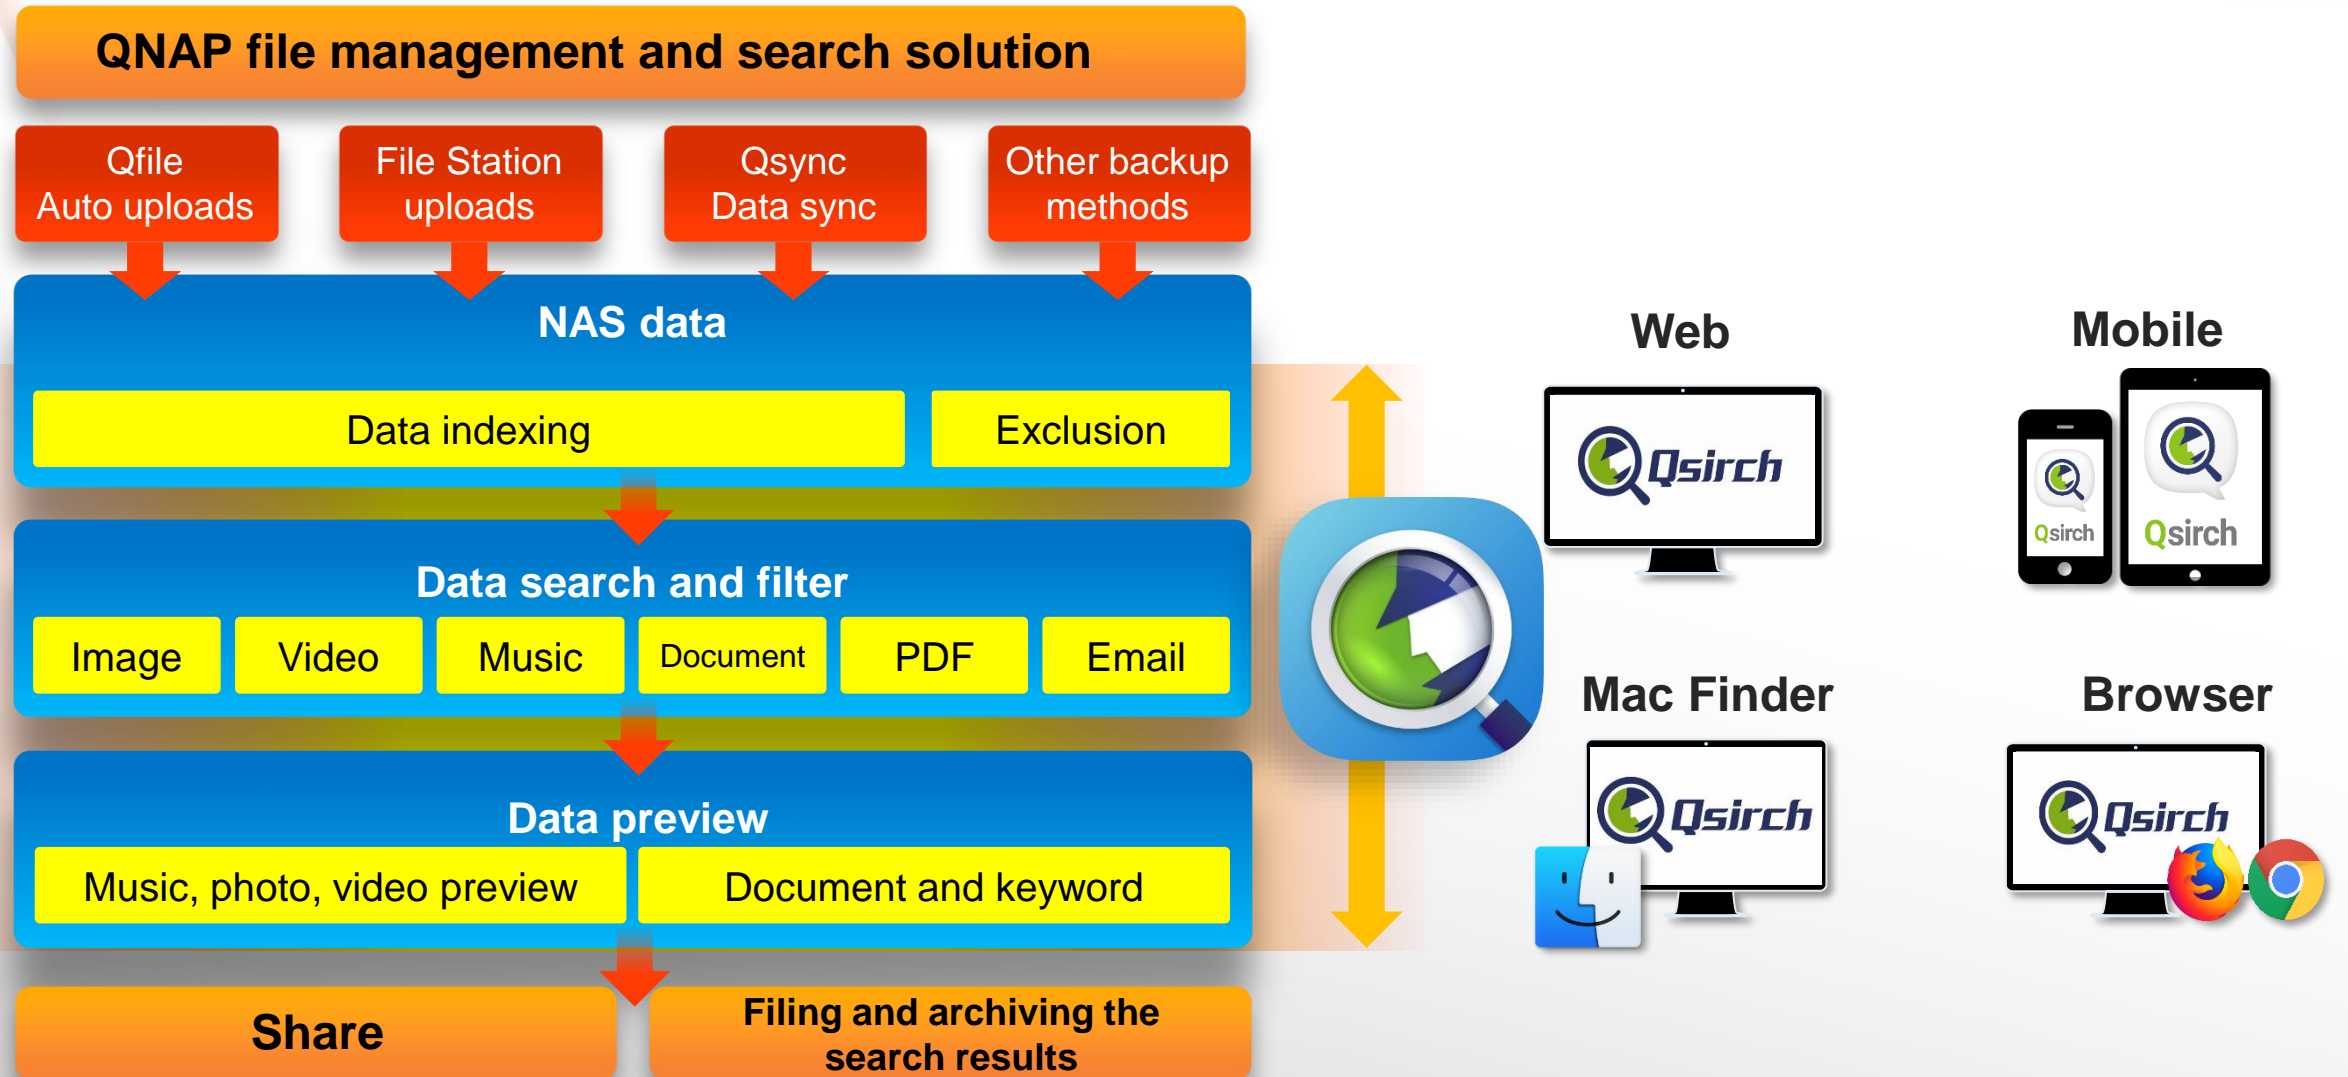 QNAP file management and search solution
Qfile
Auto uploads
File Station
uploads
Qsync
Data sync
Other backup
methods
NAS data
Data indexing
Exclusion
Data search and filter
Image
Video
Music
Document
PDF
Email
Data preview
Music, photo, video preview
Document and keyword
Share
Filing and archiving the
search results
Web
Qsirch
Mobile
Qsirch
Qsirch
Mac Finder
Qsirch
Browser
Qsirch